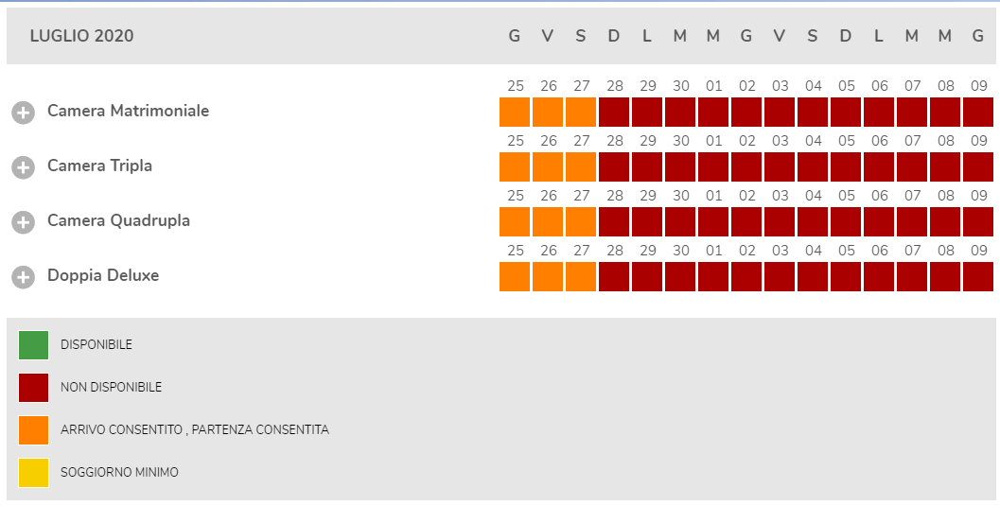 LUGLIO 2020 G V S D L M M G V S D L M M G
25 26 27 28 29 30 01 02 03 04 05 06 07 08 09
Camera Matrimoniale
25 26 27 28 29 30 01 02 03 04 05 06 07 08 09
Camera Tripla
25 26 27 28 29 30 01 02 03 04 05 06 07 08 09
Camera Quadrupla
25 26 27 28 29 30 01 02 03 04 05 06 07 08 09
Doppia Deluxe
DISPONIBILE
NON DISPONIBILE
ARRIVO CONSENTITO , PARTENZA CONSENTITA
SOGGIORNO MINIMO